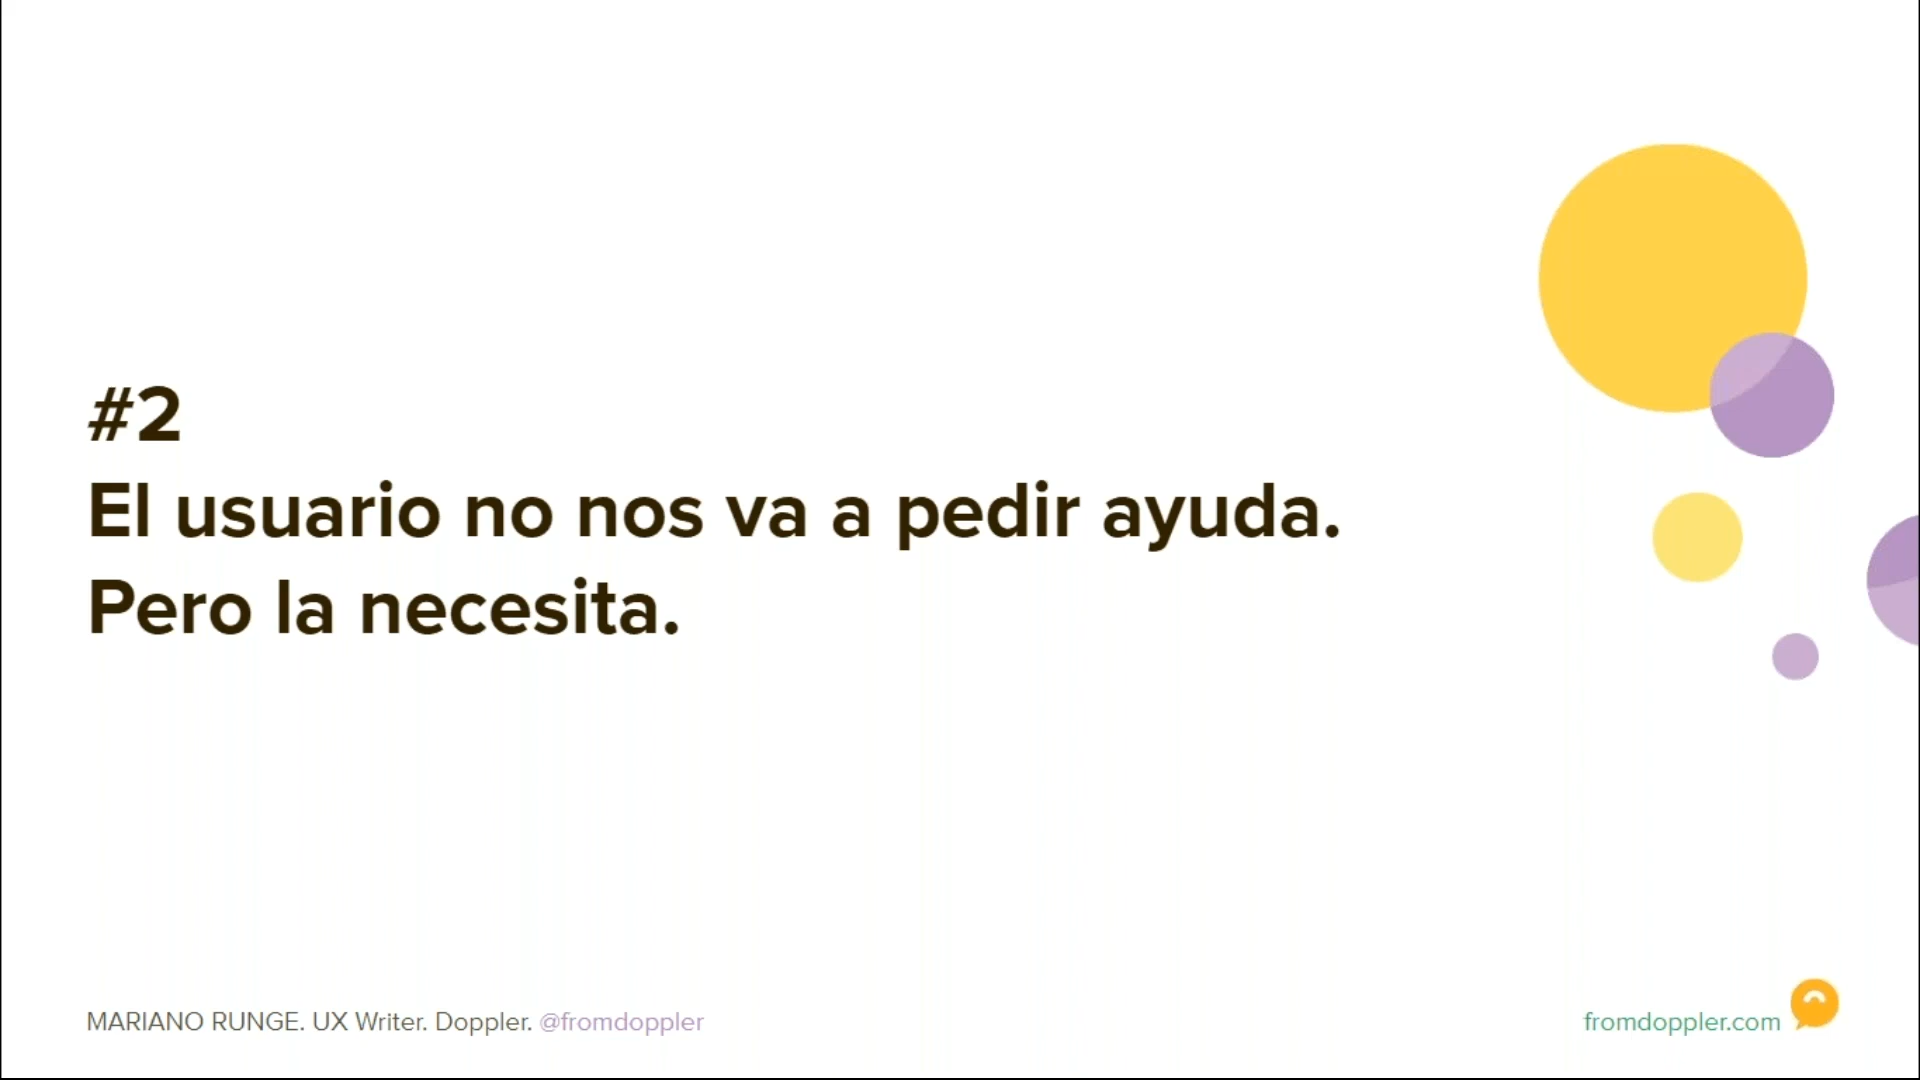 #2
El usuario no nos va a pedir ayuda.
Pero la necesita.
MARIANO RUNGE. UX Writer. Doppler. @fromdoppler
fromdoppler.com